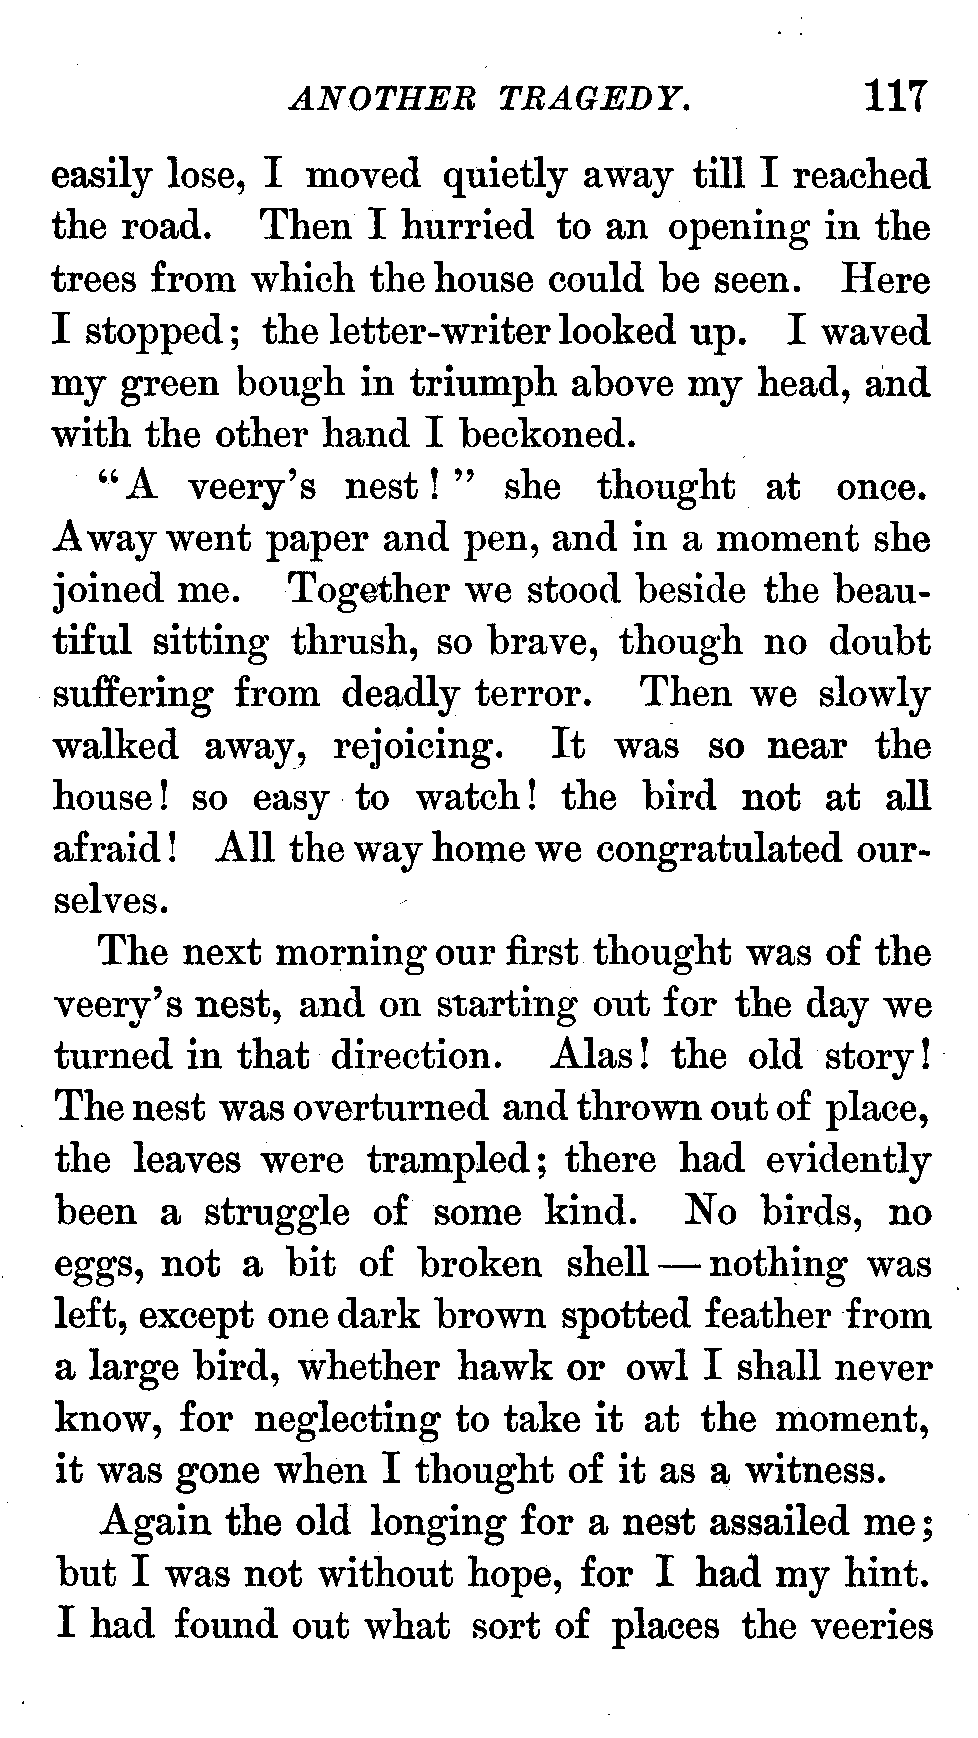 ANOTHER TRAGEDY. 117
easily lose, I moved quietly away till I reached
the road. Then I hurried to an opening in the
trees from which the house could be seen. Here
I stopped; the letter-writer looked up. I waved
my green bough in triumph above my head, and
with the other hand I beckoned.
“A veery’s nest!” she thought at once.
Away went paper and pen, and in a moment she
joined me. Together we stood beside the beau-
tiful sitting thrush, so brave, though no doubt
suffering from deadly terror. Then we slowly
walked away, rejoicing. It was so near the
house! so easy to watch! the bird not at all
afraid! All the way home we congratulated our-
selves.
The next morning our first thought was of the
veery’s nest, and on starting out for the day we
turned in that direction. Alas! the old story!
The nest was overturned and thrown out of place,
the leaves were trampled; there had evidently
been a struggle of some kind. No birds, no
eggs, not a bit of broken shell — nothing was
left, except one dark brown spotted feather from
a large bird, whether hawk or owl I shall never
know, for neglecting to take it at the moment,
it was gone when I thought of it as a witness.
Again the old longing for a nest assailed me;
but I was not without hope, for I had my hint.
I had found out what sort of places the veeries